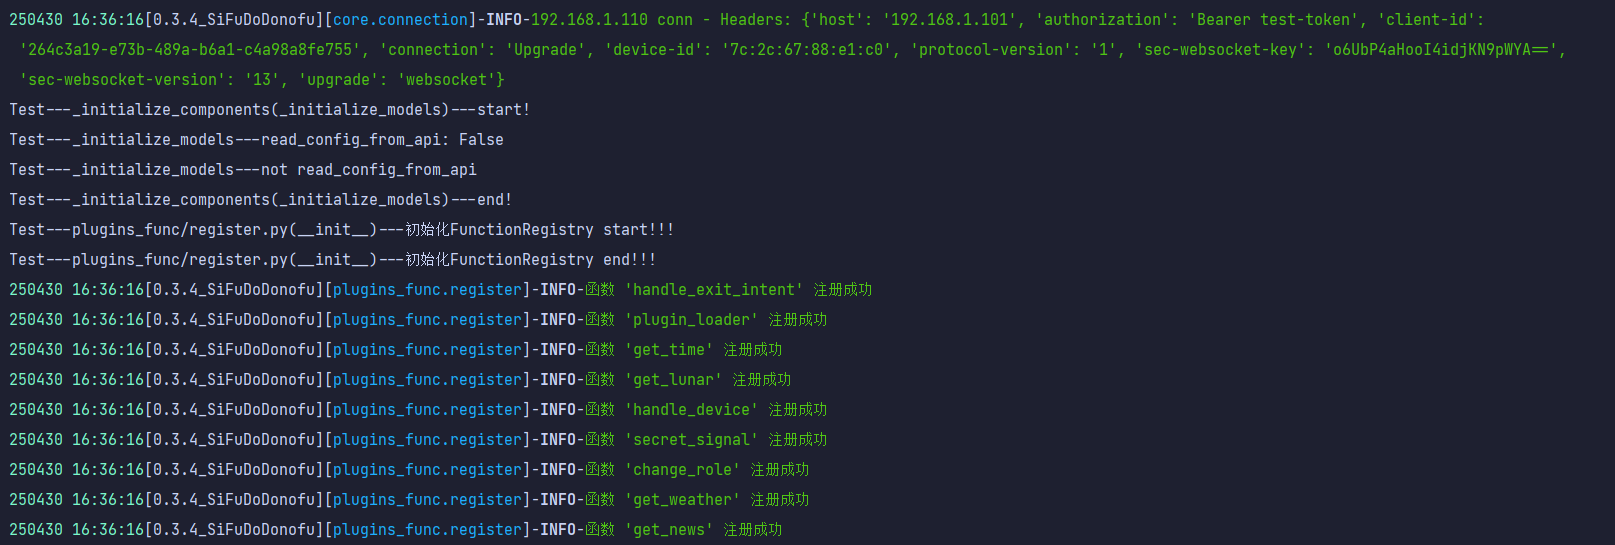 250430 16:36:16[0.3.4_SiFuDoDonofu][core.connection]-INFO-192.168.1.110 conn - Headers: {'host': '192.168.1.101', 'authorization': 'Bearer test-token', 'client-id':
'264c3a19-e73b-489a-b6a1-c4a98a8fe755', 'connection': 'Upgrade', 'device-id': '7c:2c:67:88:e1:c0', 'protocol-version': '1', 'sec-websocket-key': 'o6UbP4aHooI4idjKN9pWYA==',
'sec-websocket-version': '13', 'upgrade': 'websocket'}
Test---_initialize_components(_initialize_models)---start!
Test---_initialize_models---read_config_from_api: False
Test---_initialize_models---not read_config_from_api
Test---_initialize_components(_initialize_models)---end!
Test---plugins_func/register.py(__init__)---初始化FunctionRegistry start!!!
Test---plugins_func/register.py(__init__)---初始化FunctionRegistry end!!!
250430 16:36:16[0.3.4_SiFuDoDonofu][plugins_func.register]-INFO-函数 'handle_exit_intent' 注册成功
250430 16:36:16[0.3.4_SiFuDoDonofu][plugins_func.register]-INFO-函数 'plugin_loader' 注册成功
250430 16:36:16[0.3.4_SiFuDoDonofu][plugins_func.register]-INFO-函数 'get_time' 注册成功
250430 16:36:16[0.3.4_SiFuDoDonofu][plugins_func.register]-INFO-函数 'get_lunar' 注册成功
250430 16:36:16[0.3.4_SiFuDoDonofu][plugins_func.register]-INFO-函数 'handle_device' 注册成功
250430 16:36:16[0.3.4_SiFuDoDonofu][plugins_func.register]-INFO-函数 'secret_signal' 注册成功
250430 16:36:16[0.3.4_SiFuDoDonofu][plugins_func.register]-INFO-函数 'change_role' 注册成功
250430 16:36:16[0.3.4_SiFuDoDonofu][plugins_func.register]-INFO-函数 'get_weather' 注册成功
250430 16:36:16[0.3.4_SiFuDoDonofu][plugins_func.register]-INFO-函数 'get_news' 注册成功